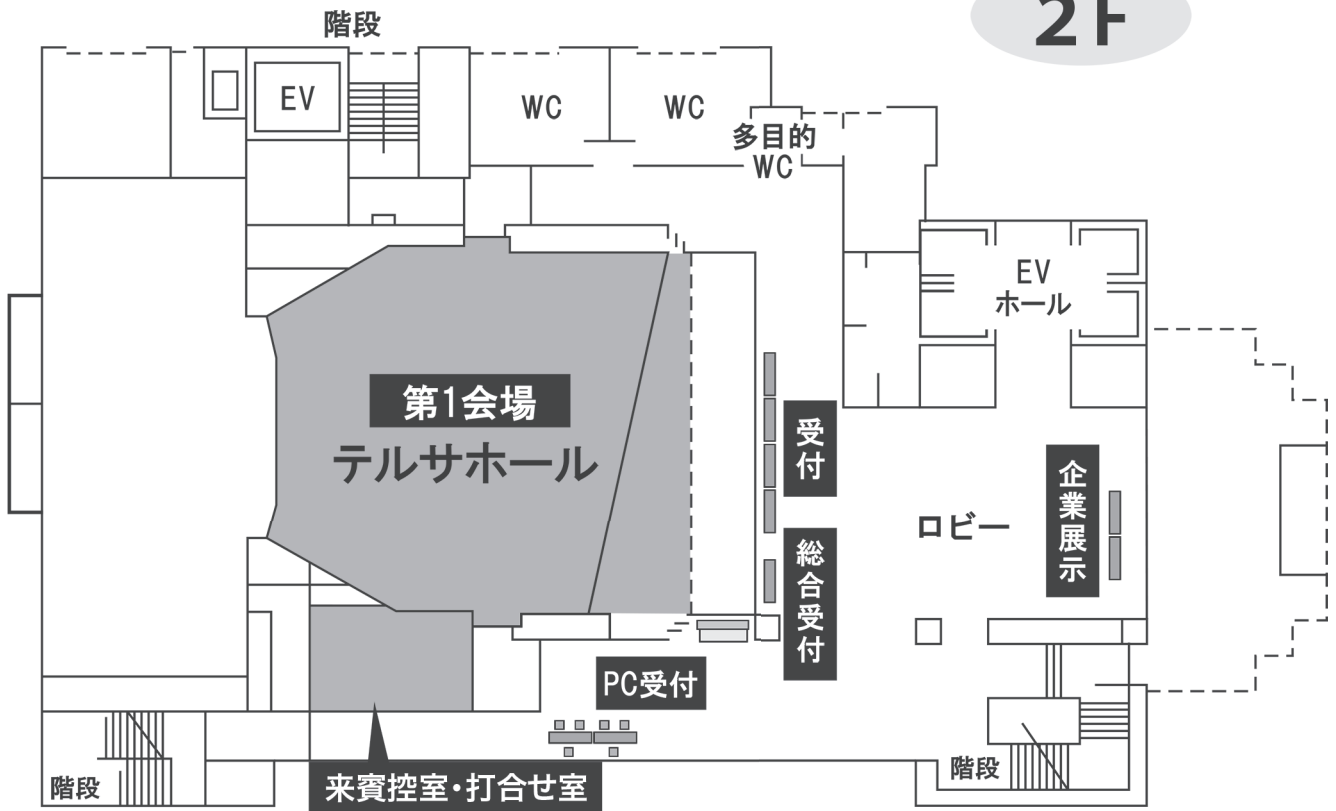 2F
階段
EV
WC
WC
多目的
WC
EV
ホール
第1会場
テルサホール
受付
企業展示
ロビー
総合受付
PC受付
階段
来賓控室・打合せ室
階段